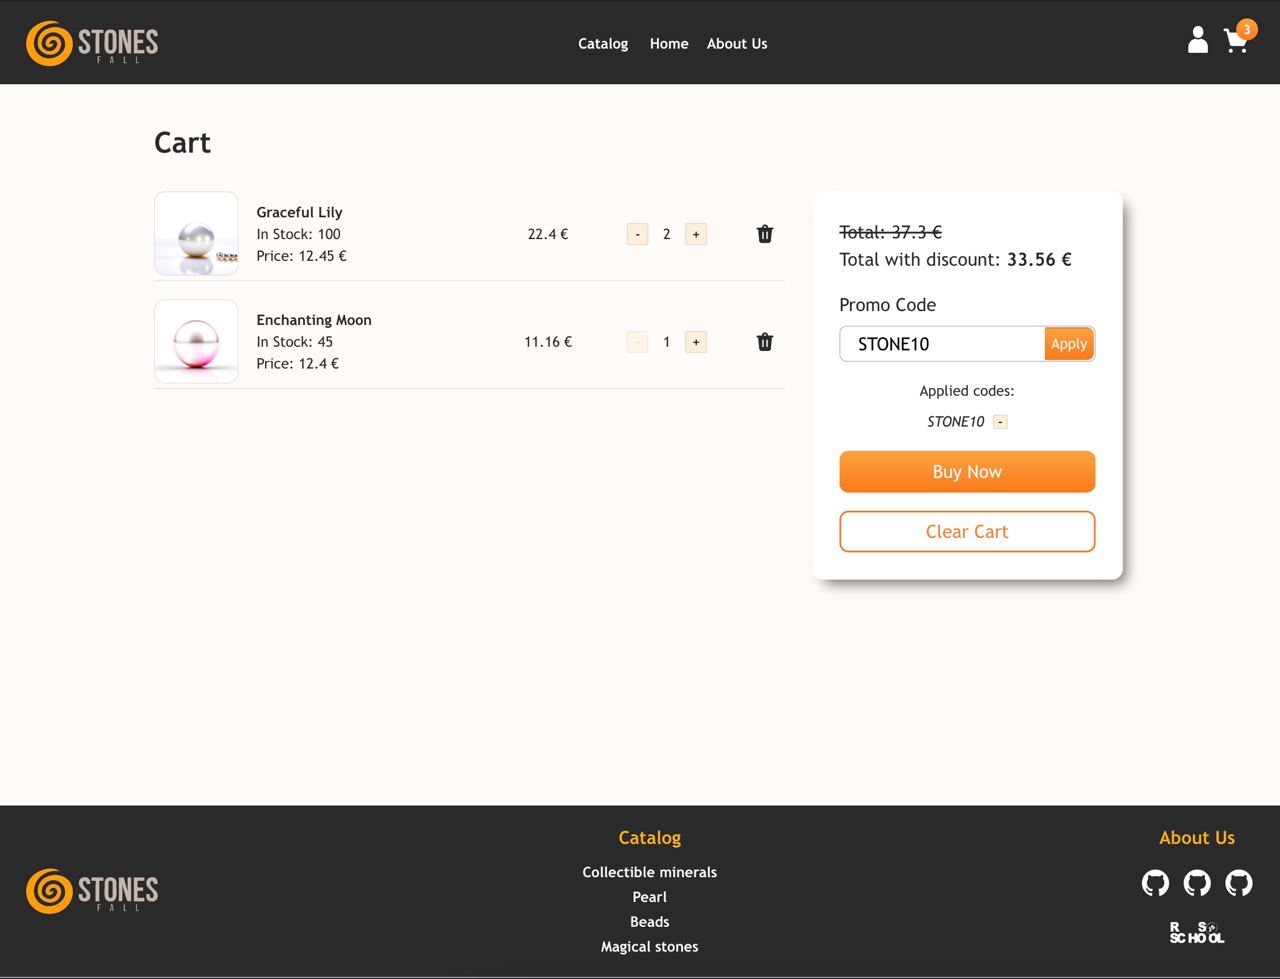 STONES
FALL
Catalog Home About Us
3
Cart
Graceful Lily
In Stock: 100
Price: 12.45 €
22.4 €
- 2 +
Enchanting Moon
In Stock: 45
Price: 12.4 €
11.16 €
- 1 +
Total: 37.3 €
Total with discount: 33.56 €
Promo Code
STONE10 Apply
Applied codes:
STONE10 -
Buy Now
Clear Cart
STONES
FALL
Catalog
Collectible minerals
Pearl
Beads
Magical stones
About Us
RS
SCHOOL